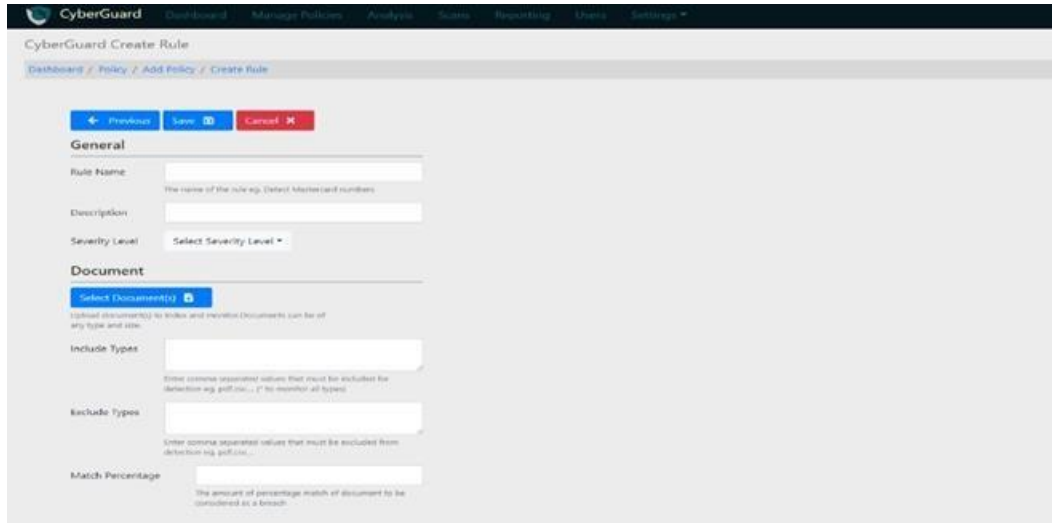 CyberGuard Dashboard Manage Policies Analysis Scans Reporting Users Settings
CyberGuard Create Rule
Dashboard / Policy / Add Policy / Create Rule
Previous Save Cancel
General
Rule Name
The name of the rule eg. Detect Mastercard numbers
Description
Severity Level Select Severity Level
Document
Select Document(s)
Upload document(s) to index and monitor.Documents can be of
any type and size.
Include Types
Enter comma separated values that must be included for
detection eg. pdf,csv... (* to monitor all types)
Exclude Types
Enter comma separated values that must be excluded from
detection eg. pdf,csv...
Match Percentage
The amount of percentage match of document to be
considered as a breach